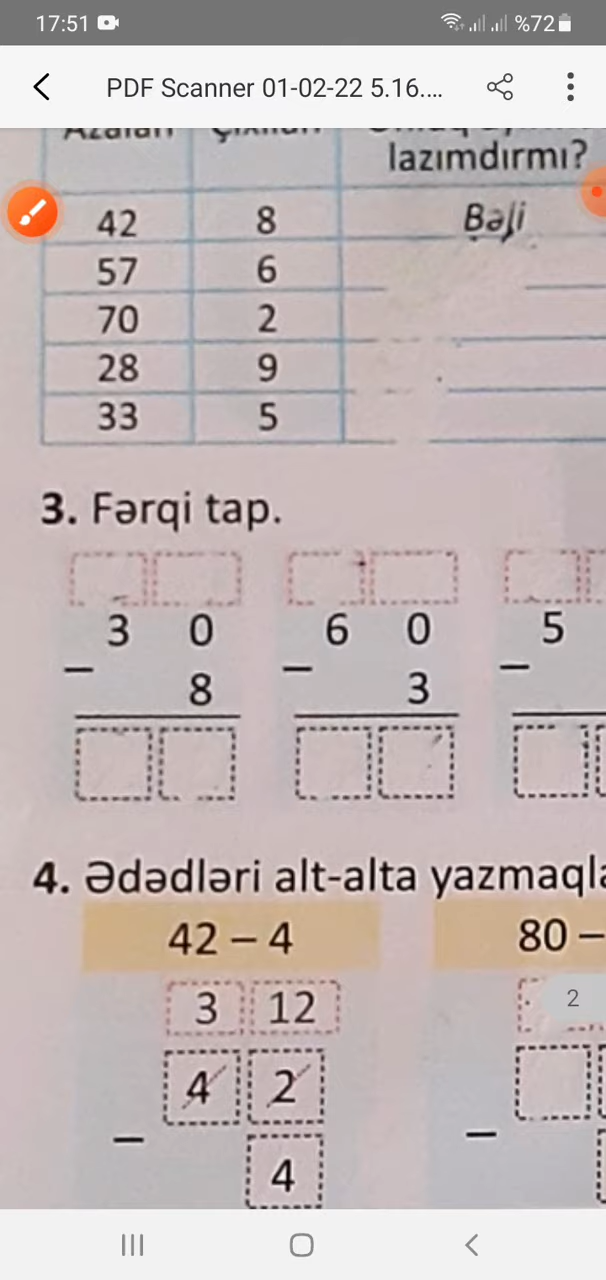 17:51 %72
PDF Scanner 01-02-22 5.16....
Azalan Çıxılan
lazımdırmı?
42 8 Bəli
57 6
70 2
28 9
33 5
3. Fərqi tap.
3 0 6 0 5
– – –
8 3
4. Ədədləri alt-alta yazmaqla
42 – 4 80 –
3 12 2
4 2
– –
4